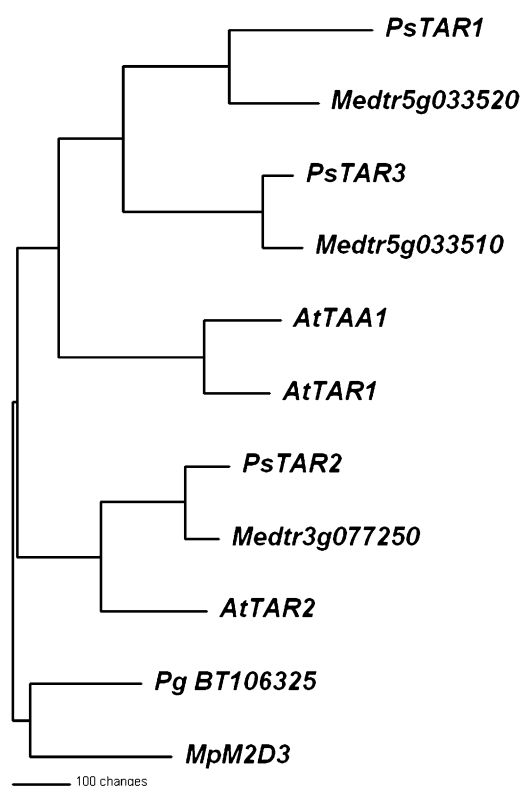 PsTAR1
Medtr5g033520
PsTAR3
Medtr5g033510
AtTAA1
AtTAR1
PsTAR2
Medtr3g077250
AtTAR2
Pg BT106325
MpM2D3
100 changes